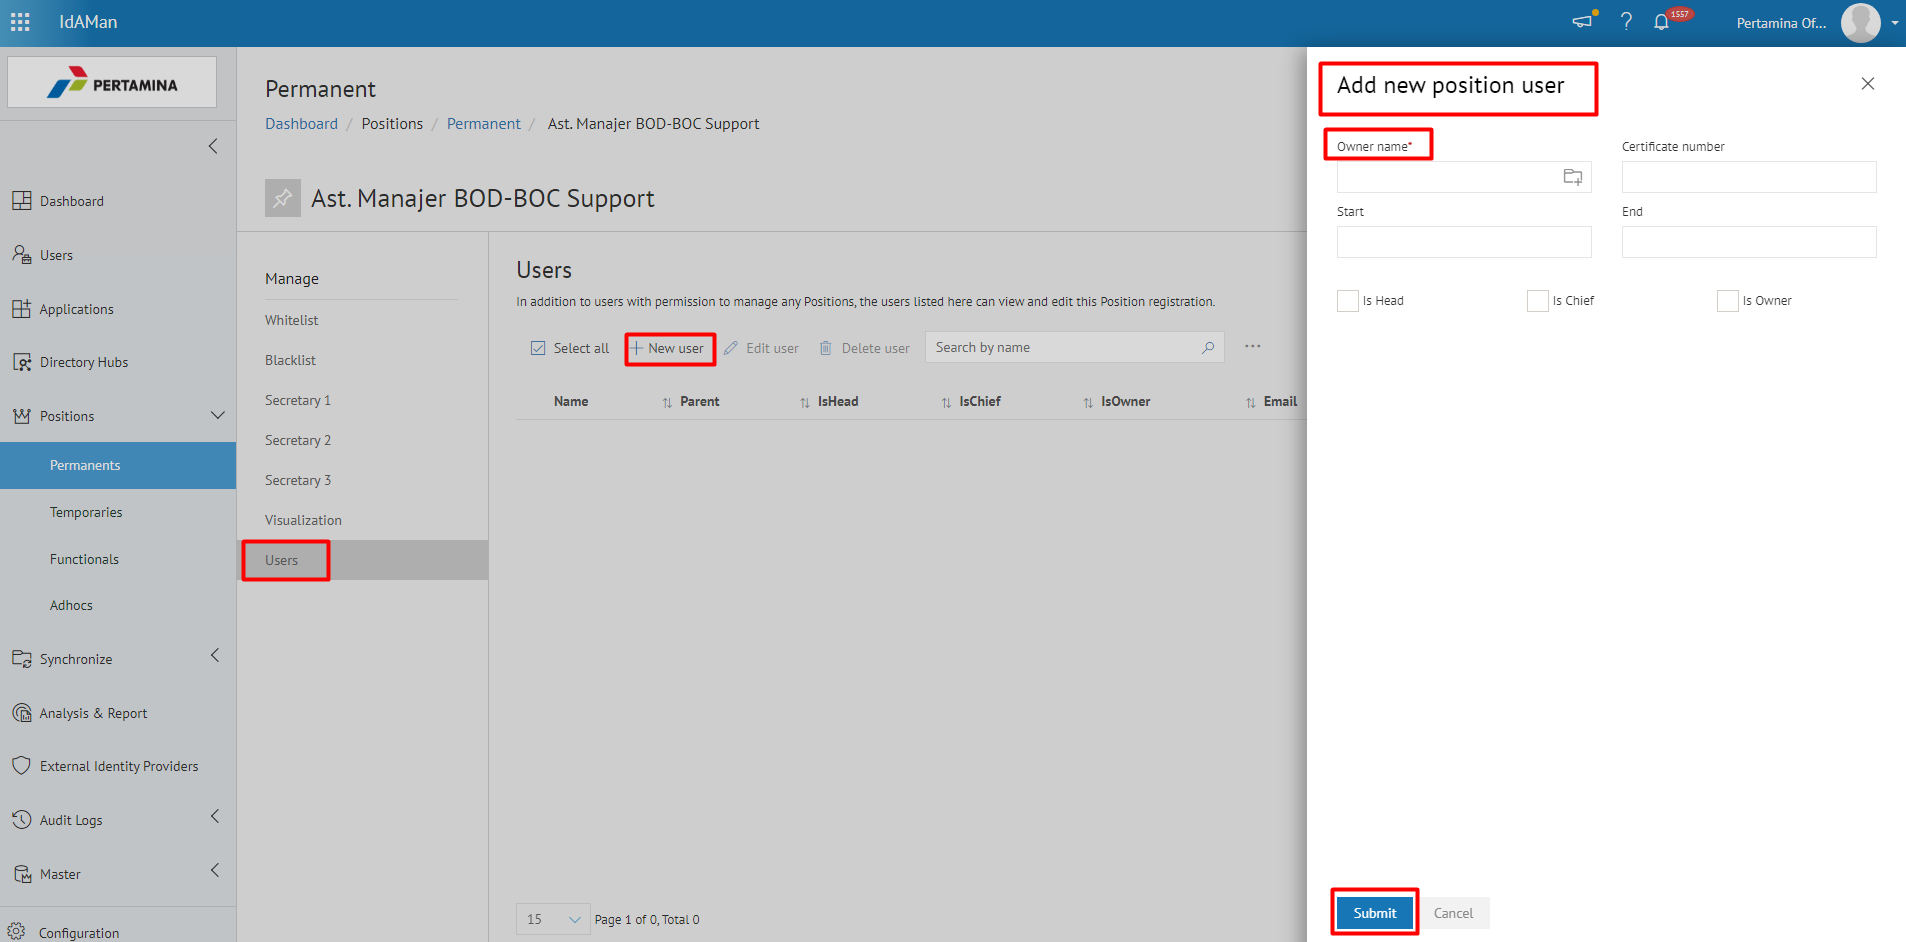 IdAMan
1557
Pertamina Of...
PERTAMINA
Dashboard
Users
Applications
Directory Hubs
Positions
Permanents
Temporaries
Functionals
Adhocs
Synchronize
Analysis & Report
External Identity Providers
Audit Logs
Master
Configuration
Permanent
Dashboard / Positions / Permanent / Ast. Manajer BOD-BOC Support
Ast. Manajer BOD-BOC Support
Manage
Whitelist
Blacklist
Secretary 1
Secretary 2
Secretary 3
Visualization
Users
Users
In addition to users with permission to manage any Positions, the users listed here can view and edit this Position registration.
Select all New user Edit user Delete user Search by name
Name Parent IsHead IsChief IsOwner Email
15 Page 1 of 0, Total 0
Add new position user
Owner name* Certificate number
Start End
Is Head Is Chief Is Owner
Submit Cancel